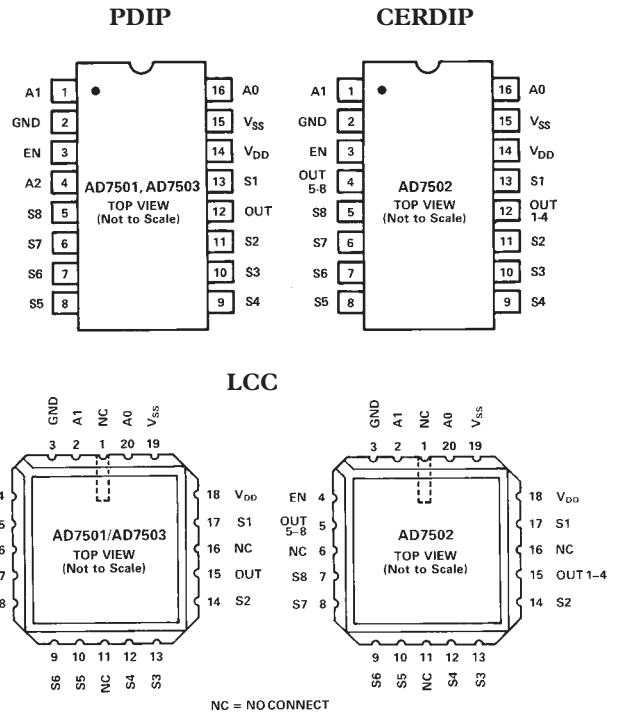 PDIP
CERDIP
A1 1 16 A0
GND 2 15 VSS
EN 3 14 VDD
A2 4 13 S1
S8 5 12 OUT
S7 6 11 S2
S6 7 10 S3
S5 8 9 S4
AD7501, AD7503
TOP VIEW
(Not to Scale)
A1 1 16 A0
GND 2 15 VSS
EN 3 14 VDD
OUT 5-8 4 13 S1
S8 5 12 OUT 1-4
S7 6 11 S2
S6 7 10 S3
S5 8 9 S4
AD7502
TOP VIEW
(Not to Scale)
LCC
GND A1 NC A0 VSS
3 2 1 20 19
4 18 VDD
5 17 S1
6 16 NC
7 15 OUT
8 14 S2
AD7501/AD7503
TOP VIEW
(Not to Scale)
9 10 11 12 13
S6 S5 NC S4 S3
GND A1 NC A0 VSS
3 2 1 20 19
EN 4 18 VDD
OUT 5–8 5 17 S1
NC 6 16 NC
S8 7 15 OUT 1–4
S7 8 14 S2
AD7502
TOP VIEW
(Not to Scale)
9 10 11 12 13
S6 S5 NC S4 S3
NC = NO CONNECT